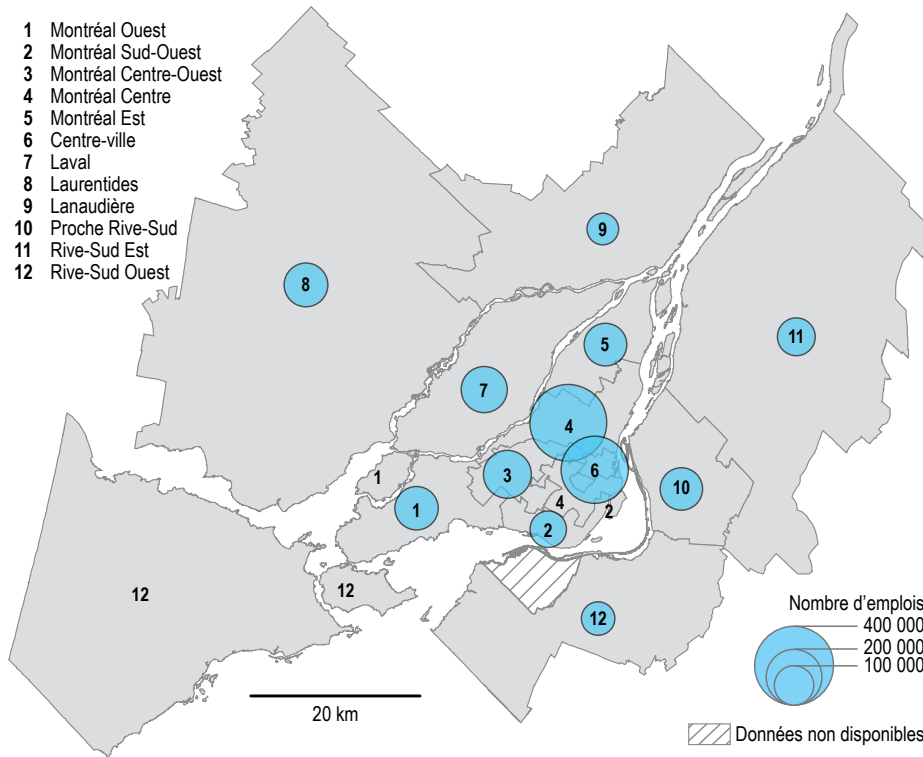 1 Montréal Ouest
2 Montréal Sud-Ouest
3 Montréal Centre-Ouest
4 Montréal Centre
5 Montréal Est
6 Centre-ville
7 Laval
8 Laurentides
9 Lanaudière
10 Proche Rive-Sud
11 Rive-Sud Est
12 Rive-Sud Ouest
9
8
11
5
7
4
6
3
1
10
1
4
2
2
12
12
12
20 km
Nombre d'emplois
400 000
200 000
100 000
Données non disponibles